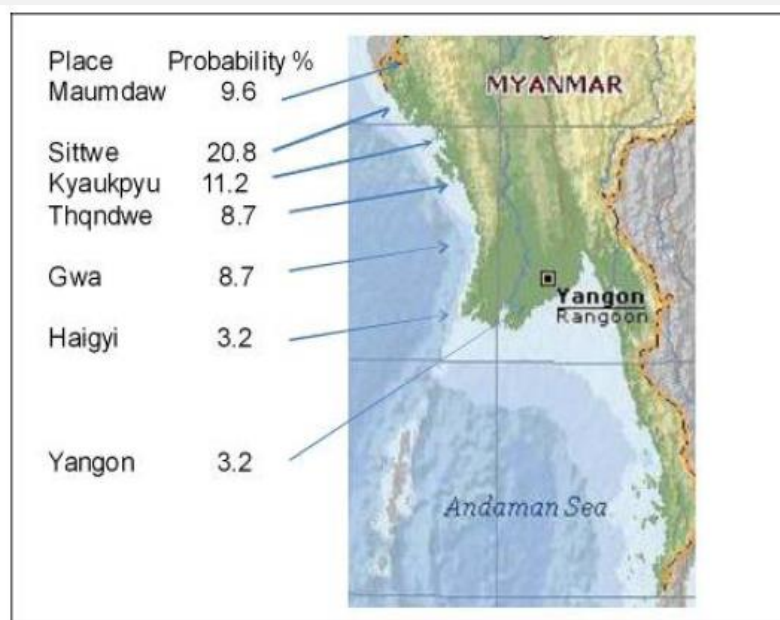 Place Probability %
Maumdaw 9.6
Sittwe 20.8
Kyaukpyu 11.2
Thqndwe 8.7
Gwa 8.7
Haigyi 3.2
Yangon 3.2
MYANMAR
Yangon
Rangoon
Andaman Sea